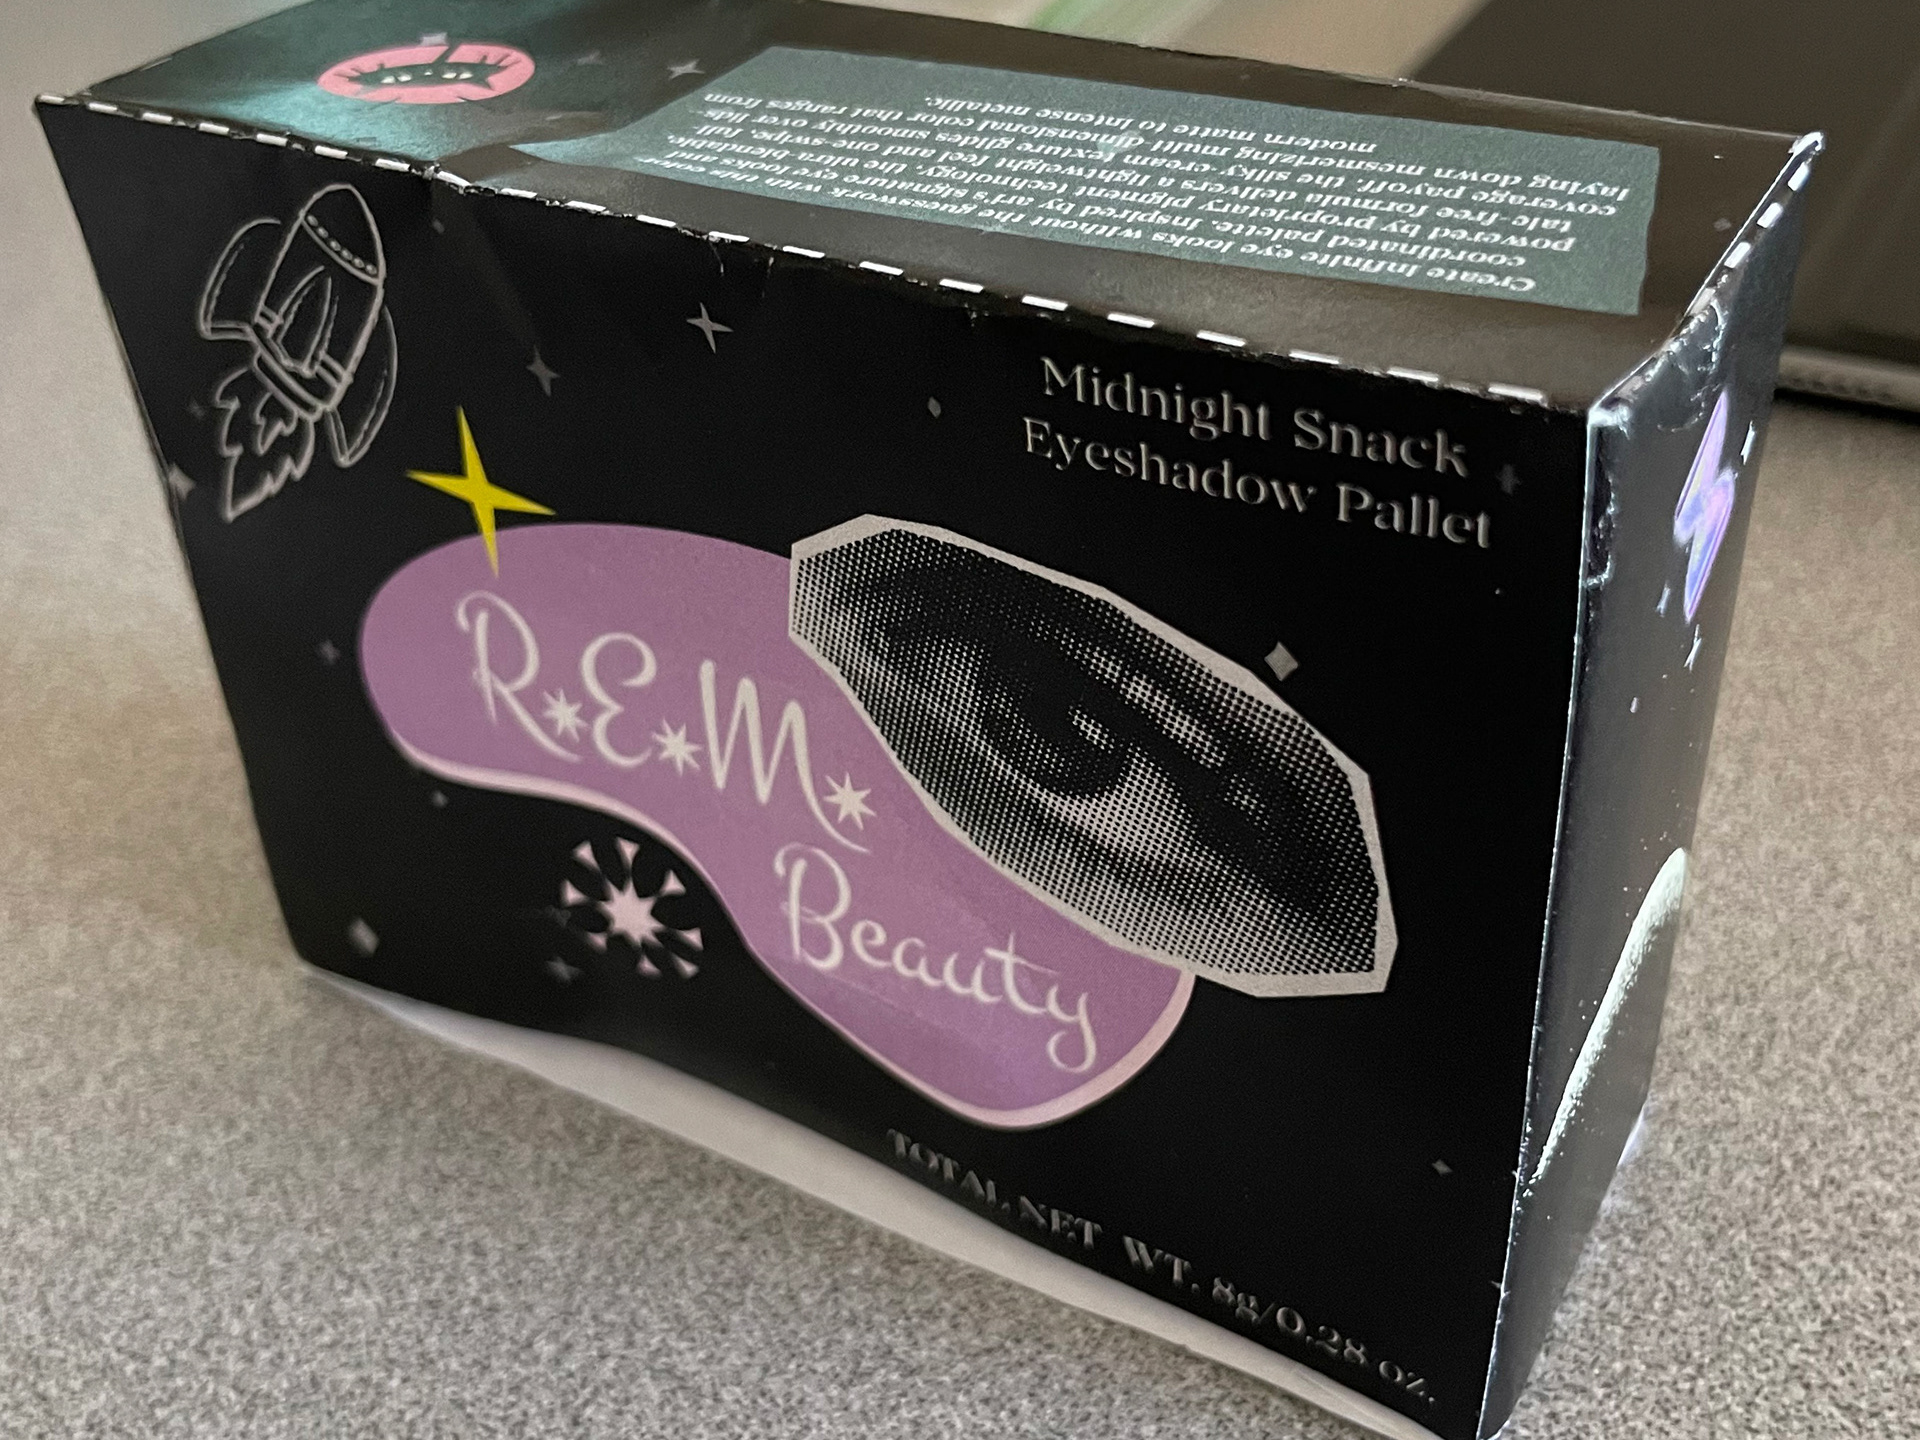 Create infinite eye looks without the guesswork with this
coordinated palette. Inspired by ari's signature eye looks and
powered by proprietary pigment technology, the ultra-blendable,
talc-free formula delivers a lightweight feel and one-swipe, full
coverage payoff. the silky cream texture glides smoothly over lids
laying down mesmerizing multi dimensional color that ranges from
modern matte to intense metallic.
Midnight Snack
Eyeshadow Pallet
R.E.M.
Beauty
TOTAL NET WT. 8g/0.28 oz.